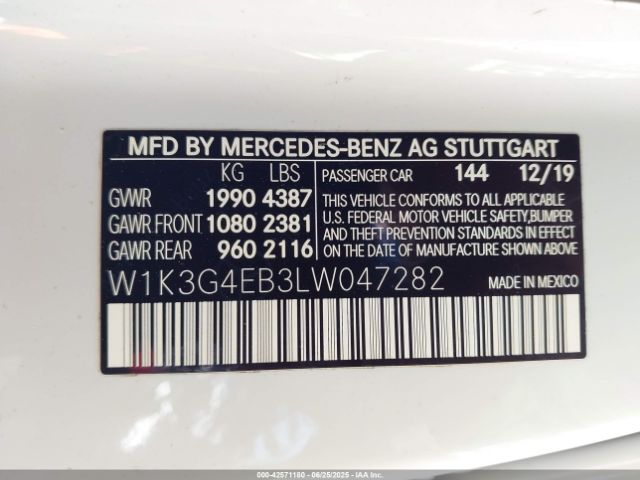 MFD BY MERCEDES-BENZ AG STUTTGART
KG LBS
GVWR 1990 4387
GAWR FRONT 1080 2381
GAWR REAR 960 2116
PASSENGER CAR 144 12/19
THIS VEHICLE CONFORMS TO ALL APPLICABLE
U.S. FEDERAL MOTOR VEHICLE SAFETY,BUMPER
AND THEFT PREVENTION STANDARDS IN EFFECT
ON THE DATE OF MANUFACTURE SHOWN ABOVE.
W1K3G4EB3LW047282 MADE IN MEXICO
000-42571180 - 06/25/2025 - IAA Inc.